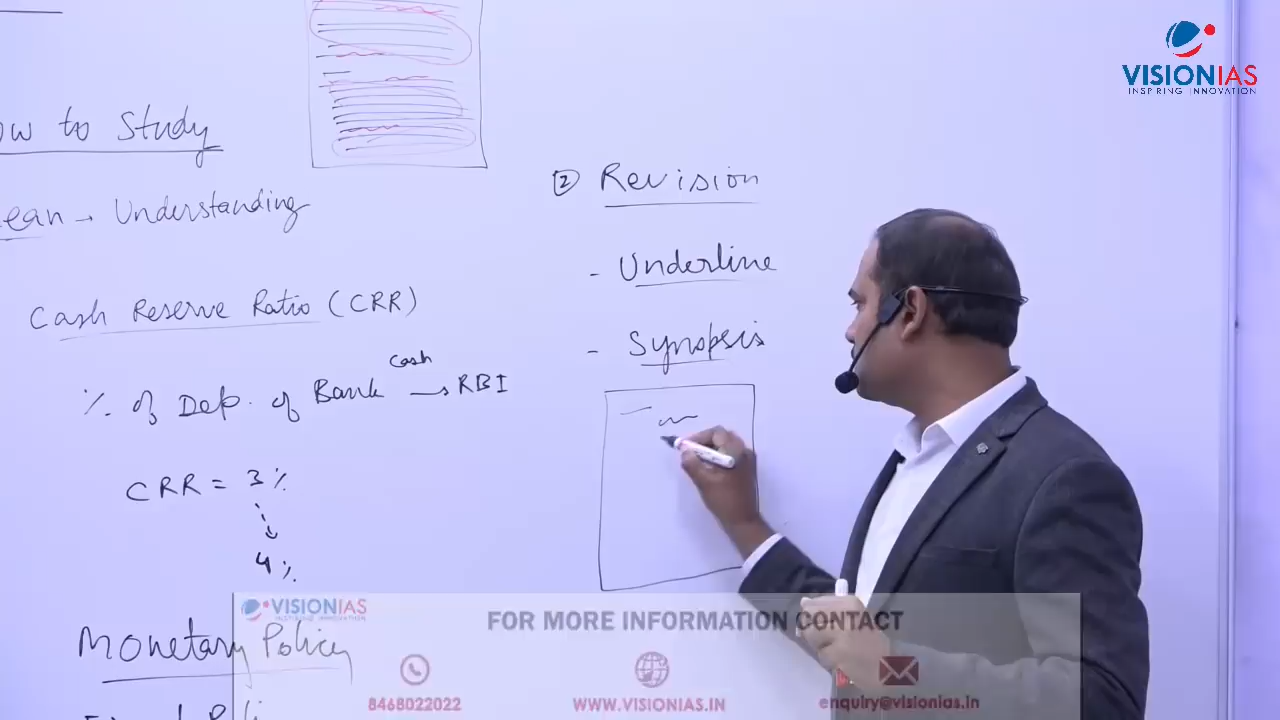 VISIONIAS
INSPIRING INNOVATION
ow to Study
ean → Understanding
Cash Reserve Ratio (CRR)
% of Dep. of Bank cash → RBI
CRR = 3%
4%
Monetary Policy
2 Revision
- Underline
- Synopsis
VISIONIAS
INSPIRING INNOVATION
FOR MORE INFORMATION CONTACT
8468022022
WWW.VISIONIAS.IN
enquiry@visionias.in